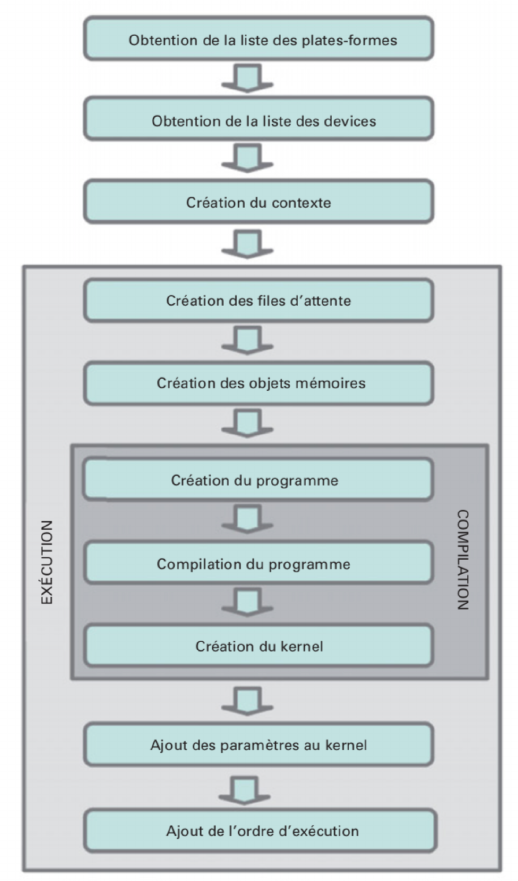 Obtention de la liste des plates-formes
Obtention de la liste des devices
Création du contexte
Création des files d'attente
Création des objets mémoires
Création du programme
Compilation du programme
Création du kernel
EXÉCUTION
COMPILATION
Ajout des paramètres au kernel
Ajout de l'ordre d'exécution